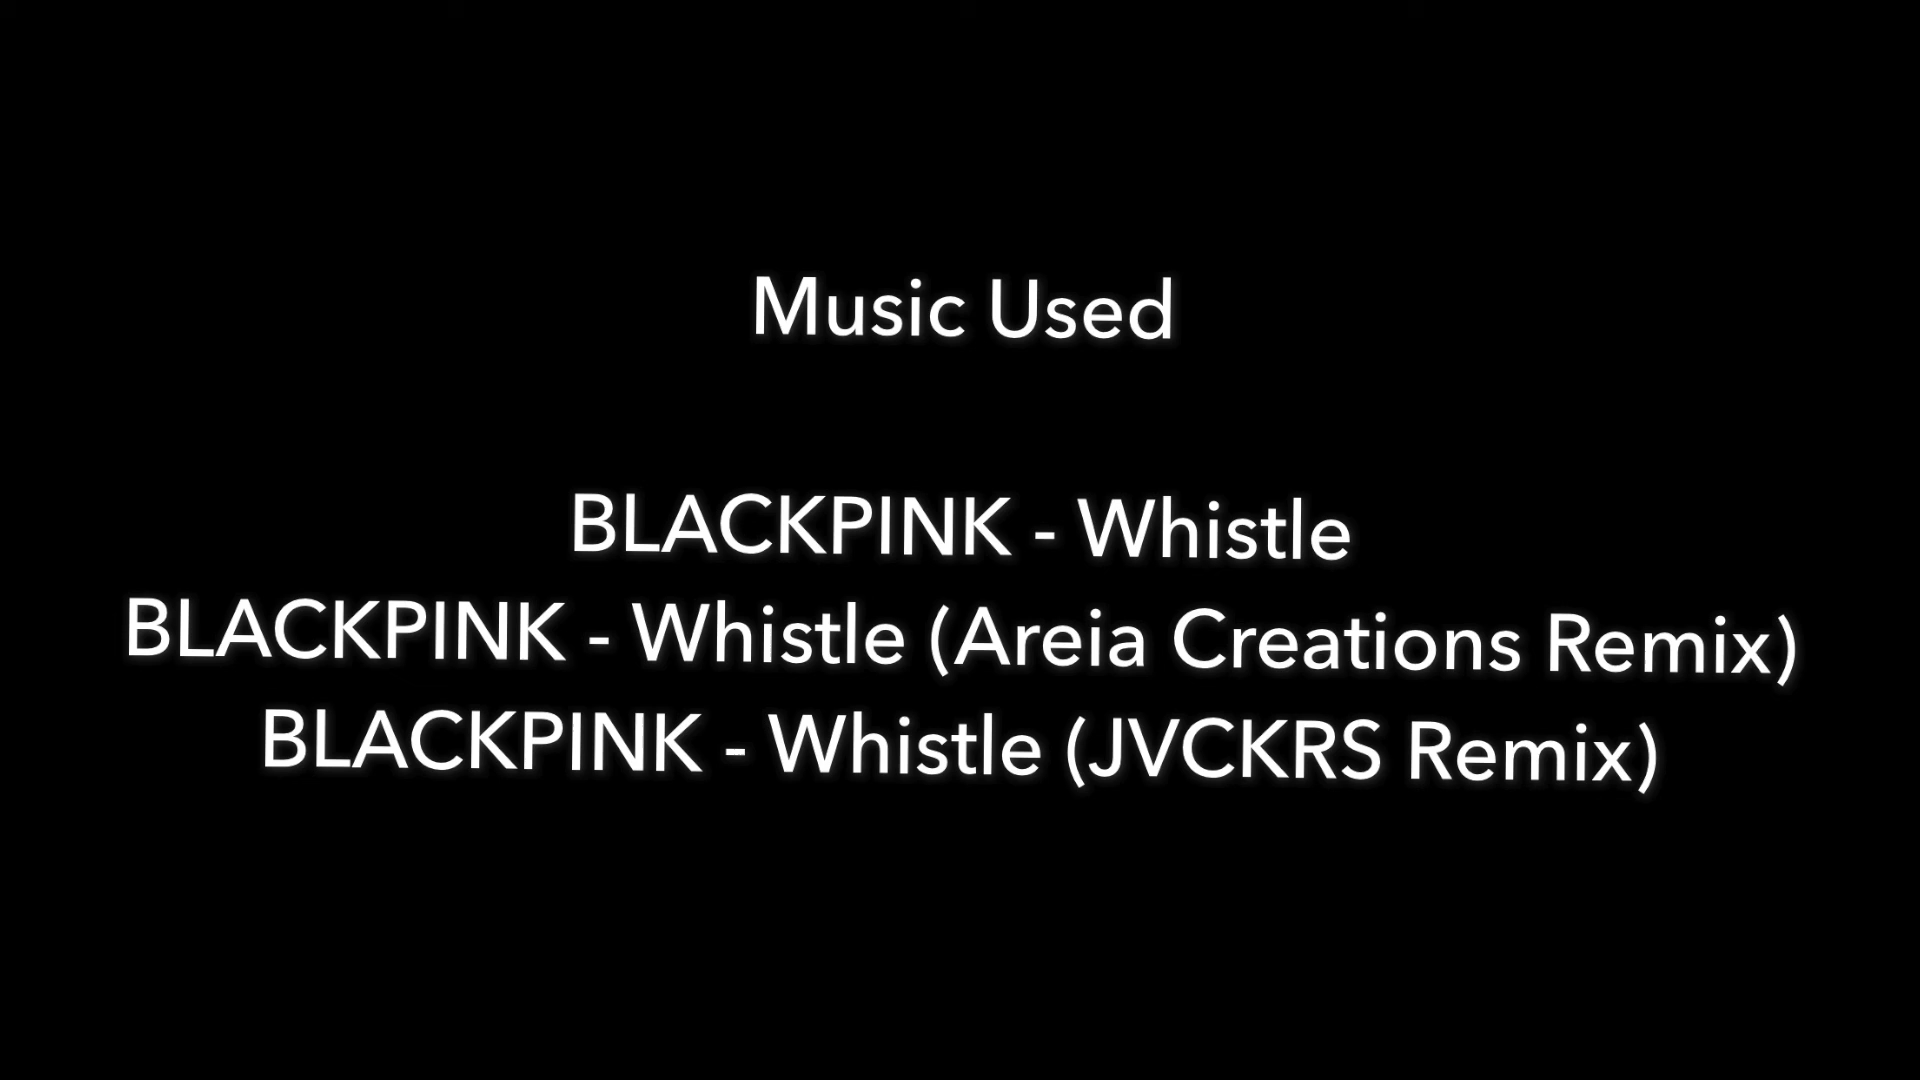 Music Used
BLACKPINK - Whistle
BLACKPINK - Whistle (Areia Creations Remix)
BLACKPINK - Whistle (JVCKRS Remix)